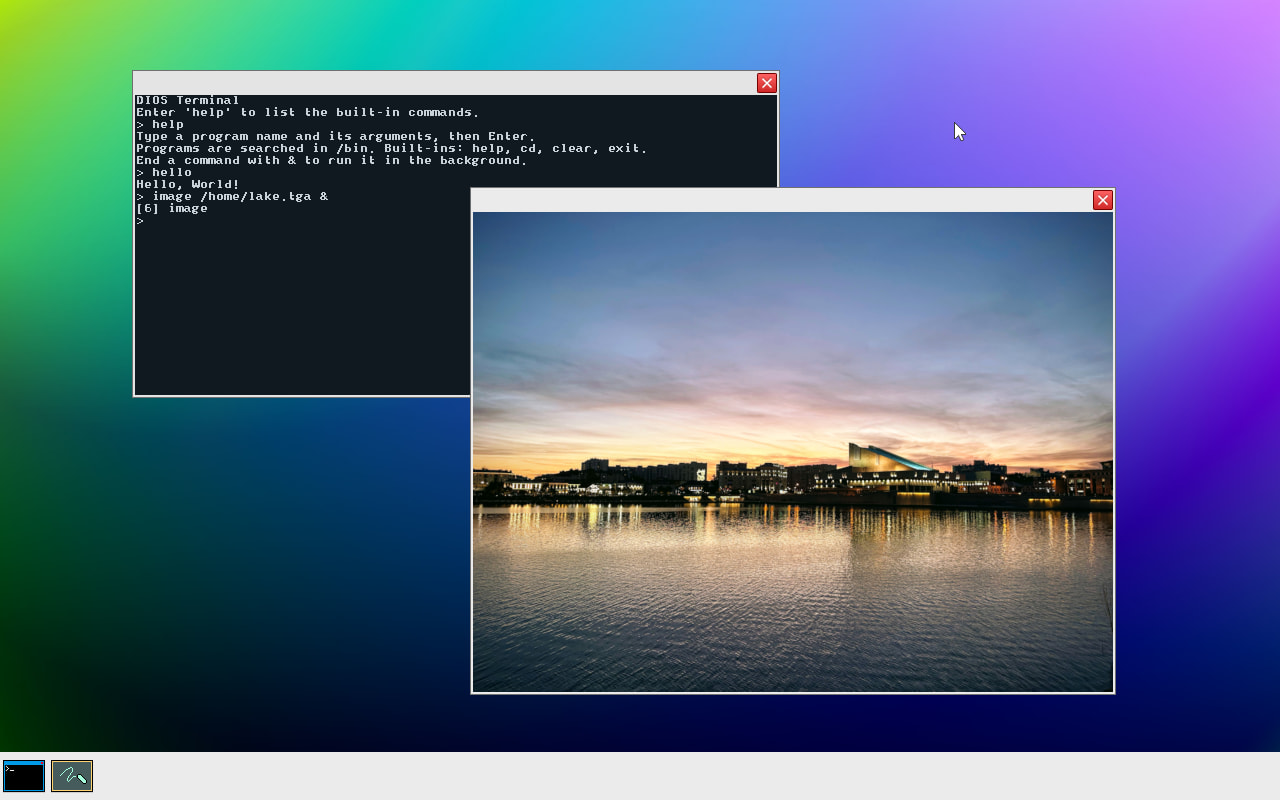 DIOS Terminal
Enter 'help' to list the built-in commands.
> help
Type a program name and its arguments, then Enter.
Programs are searched in /bin. Built-ins: help, cd, clear, exit.
End a command with & to run it in the background.
> hello
Hello, World!
> image /home/lake.tga &
[6] image
>